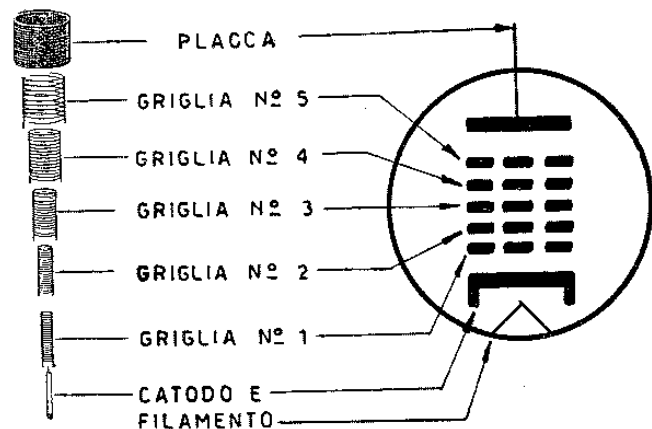 PLACCA
GRIGLIA Nº 5
GRIGLIA Nº 4
GRIGLIA Nº 3
GRIGLIA Nº 2
GRIGLIA Nº 1
CATODO E
FILAMENTO